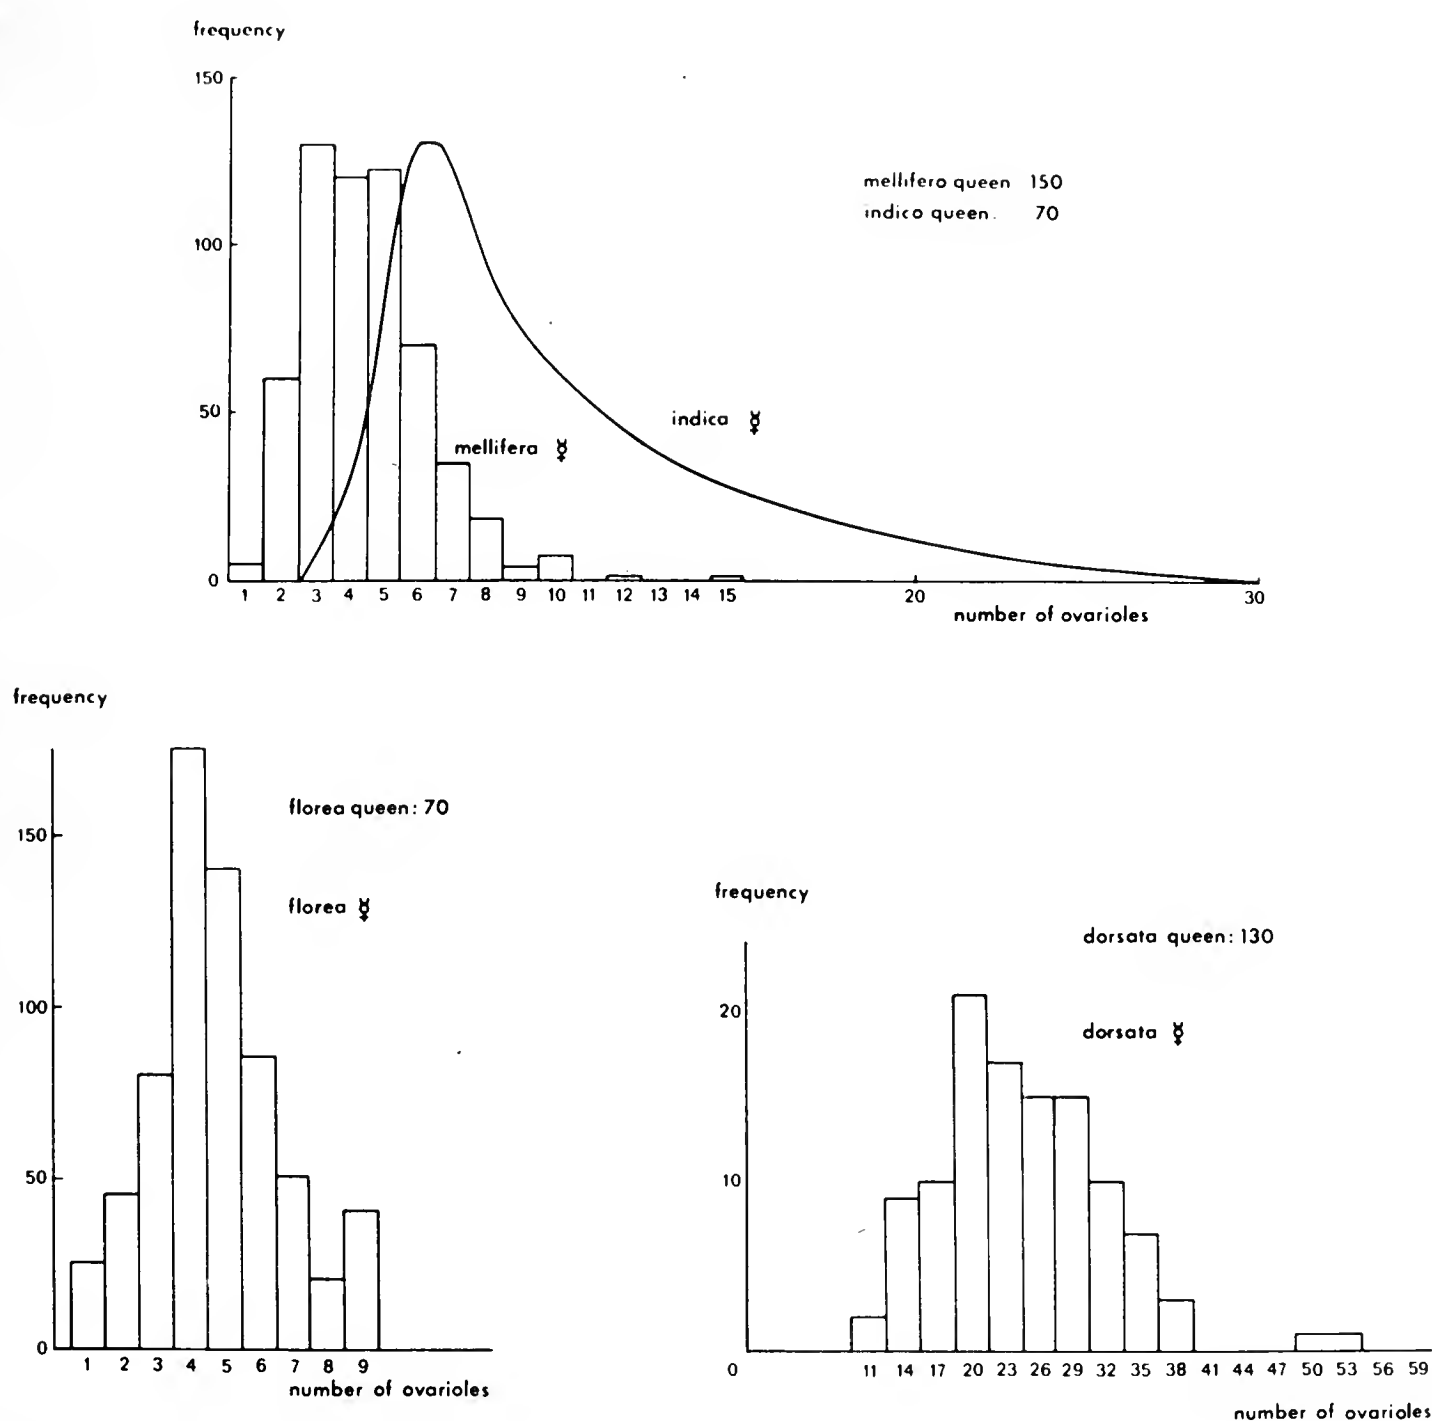 frequency
150
mellifero queen 150
indico queen. 70
100
50
indica ☿
mellifera ☿
0
1 2 3 4 5 6 7 8 9 10 11 12 13 14 15 20 30
number of ovarioles
frequency
florea queen: 70
150
florea ☿
100
50
0
1 2 3 4 5 6 7 8 9
number of ovarioles
frequency
dorsata queen: 130
20
dorsata ☿
10
0 11 14 17 20 23 26 29 32 35 38 41 44 47 50 53 56 59
number of ovarioles